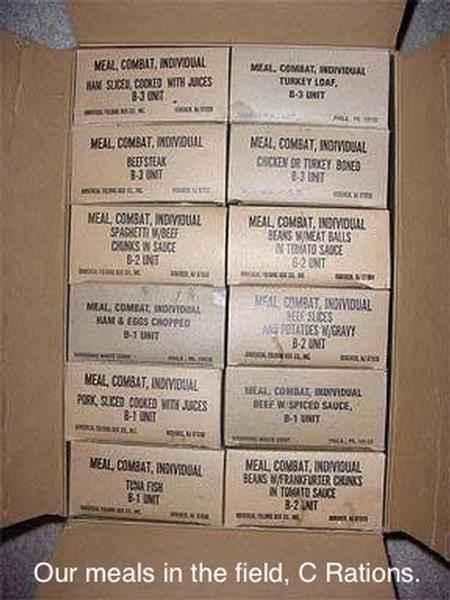 MEAL, COMBAT, INDIVIDUAL
HAM SLICED, COOKED WITH JUICES
B-3 UNIT
MEAL, COMBAT, INDIVIDUAL
TURKEY LOAF,
B-3 UNIT
MEAL, COMBAT, INDIVIDUAL
BEEFSTEAK
B-3 UNIT
MEAL, COMBAT, INDIVIDUAL
CHICKEN OR TURKEY BONED
B-3 UNIT
MEAL, COMBAT, INDIVIDUAL
SPAGHETTI W/BEEF
CHUNKS IN SAUCE
B-2 UNIT
MEAL, COMBAT, INDIVIDUAL
BEANS W/MEAT BALLS
IN TOMATO SAUCE
B-2 UNIT
MEAL, COMBAT, INDIVIDUAL
HAM & EGGS CHOPPED
B-1 UNIT
MEAL, COMBAT, INDIVIDUAL
BEEF SLICES
AND POTATOES W/GRAVY
B-2 UNIT
MEAL, COMBAT, INDIVIDUAL
PORK, SLICED COOKED WITH JUICES
B-1 UNIT
MEAL, COMBAT, INDIVIDUAL
BEEF W/SPICED SAUCE,
B-1 UNIT
MEAL, COMBAT, INDIVIDUAL
TUNA FISH
B-1 UNIT
MEAL, COMBAT, INDIVIDUAL
BEANS W/FRANKFURTER CHUNKS
IN TOMATO SAUCE
B-2 UNIT
Our meals in the field, C Rations.